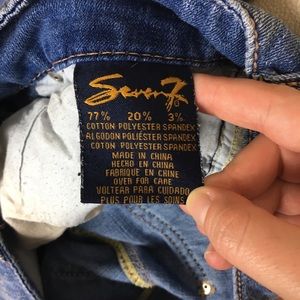 Seven7
77% 20% 3%
COTTON POLYESTER SPANDEX
ALGODON POLIÉSTER SPANDEX
COTON POLYESTER SPANDEX
MADE IN CHINA
HECHO EN CHINA
FABRIQUE EN CHINE
OVER FOR CARE
VOLTEAR PARA CUIDADO
PLUS POUR LES SOINS